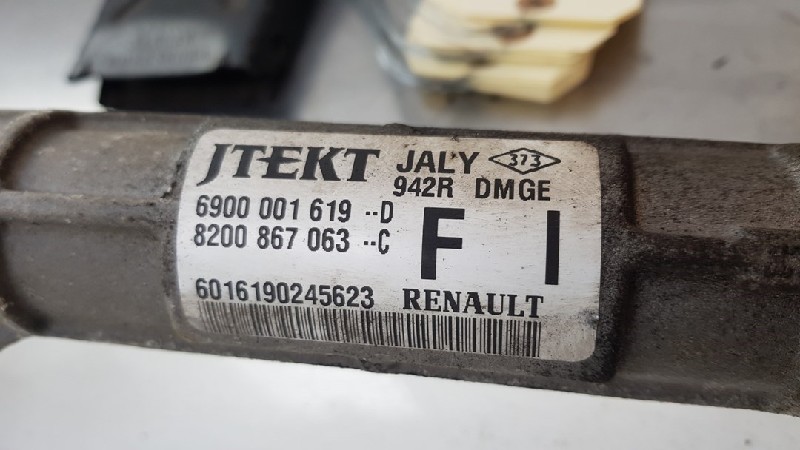 JTEKT JALY 373
942R DMGE
6900 001 619 --D
8200 867 063 --C
F I
6016190245623 RENAULT